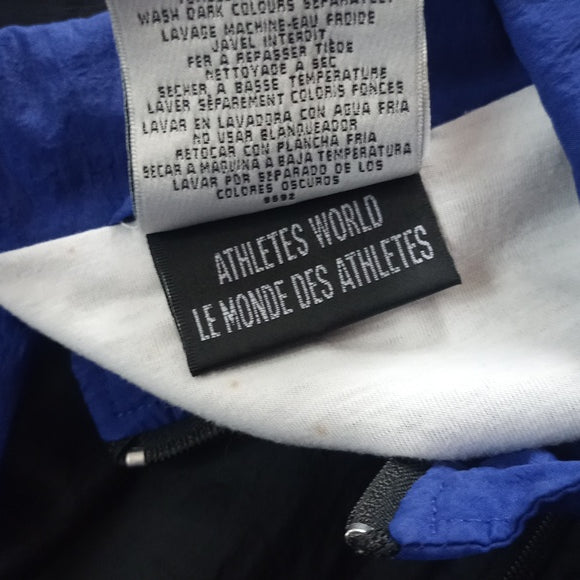 WASH DARK COLOURS SEPARATELY
LAVAGE MACHINE-EAU FROIDE
JAVEL INTERDIT
FER A REPASSER TIEDE
NETTOYAGE A SEC
SECHER A BASSE TEMPERATURE
LAVER SEPAREMENT COLORIS FONCES
LAVAR EN LAVADORA CON AGUA FRIA
NO USAR BLANQUEADOR
RETOCAR CON PLANCHA FRIA
SECAR A MAQUINA A BAJA TEMPERATURA
LAVAR POR SEPARADO DE LOS
COLORES OSCUROS
ATHLETES WORLD
LE MONDE DES ATHLETES